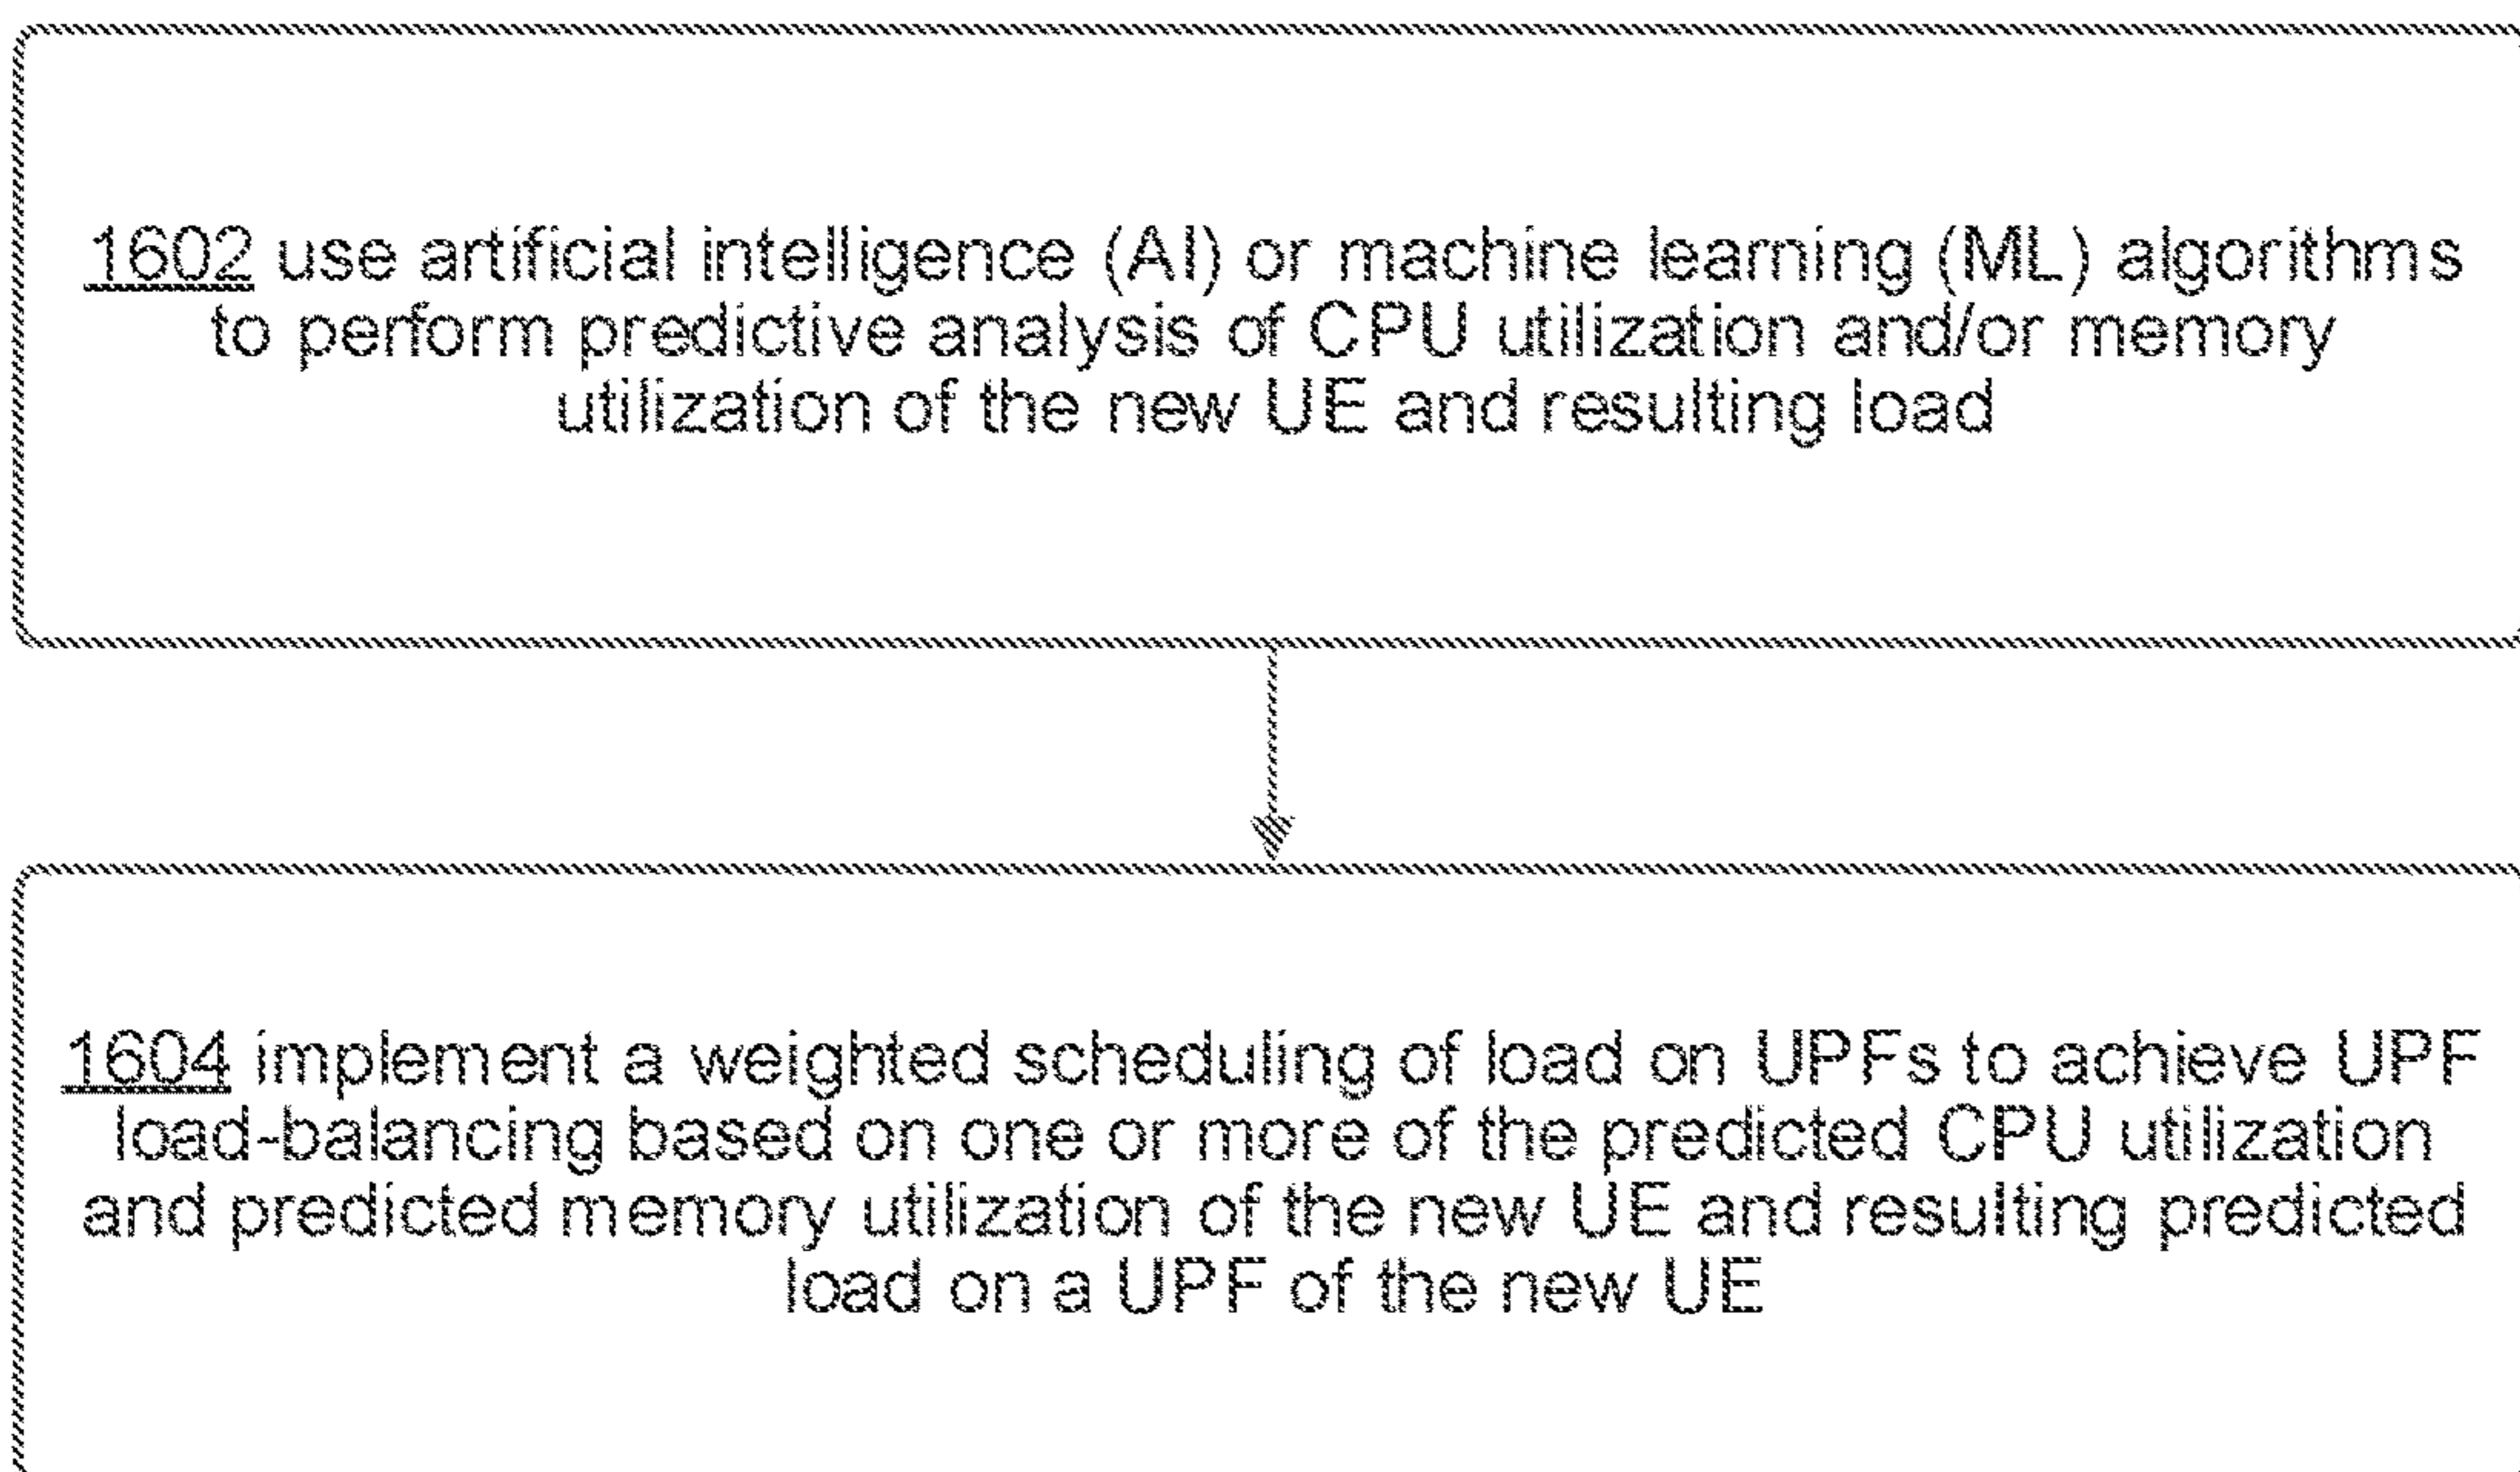 1602 use artificial intelligence (AI) or machine learning (ML) algorithms
to perform predictive analysis of CPU utilization and/or memory
utilization of the new UE and resulting load
1604 implement a weighted scheduling of load on UPFs to achieve UPF
load-balancing based on one or more of the predicted CPU utilization
and predicted memory utilization of the new UE and resulting predicted
load on a UPF of the new UE